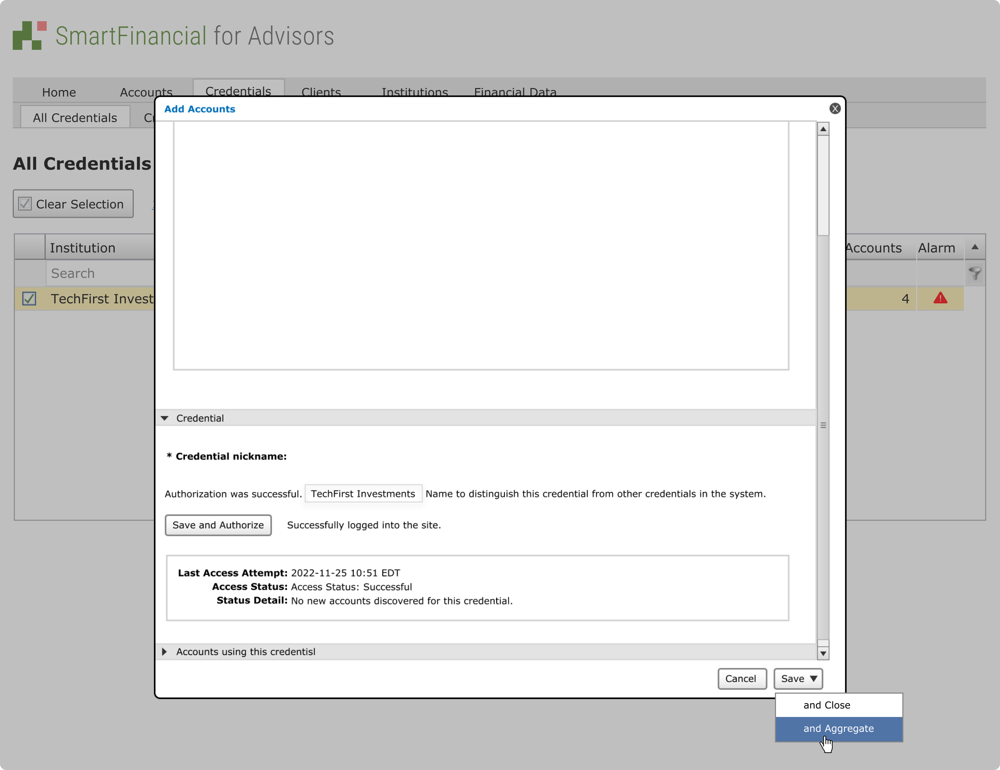 SmartFinancial for Advisors
Home Accounts Credentials Clients Institutions Financial Data
All Credentials
Add Accounts
All Credentials
Clear Selection
Institution Accounts Alarm
Search
TechFirst Invest 4
Credential
* Credential nickname:
Authorization was successful. TechFirst Investments Name to distinguish this credential from other credentials in the system.
Save and Authorize Successfully logged into the site.
Last Access Attempt: 2022-11-25 10:51 EDT
Access Status: Access Status: Successful
Status Detail: No new accounts discovered for this credential.
Accounts using this credentisl
Cancel Save
and Close
and Aggregate